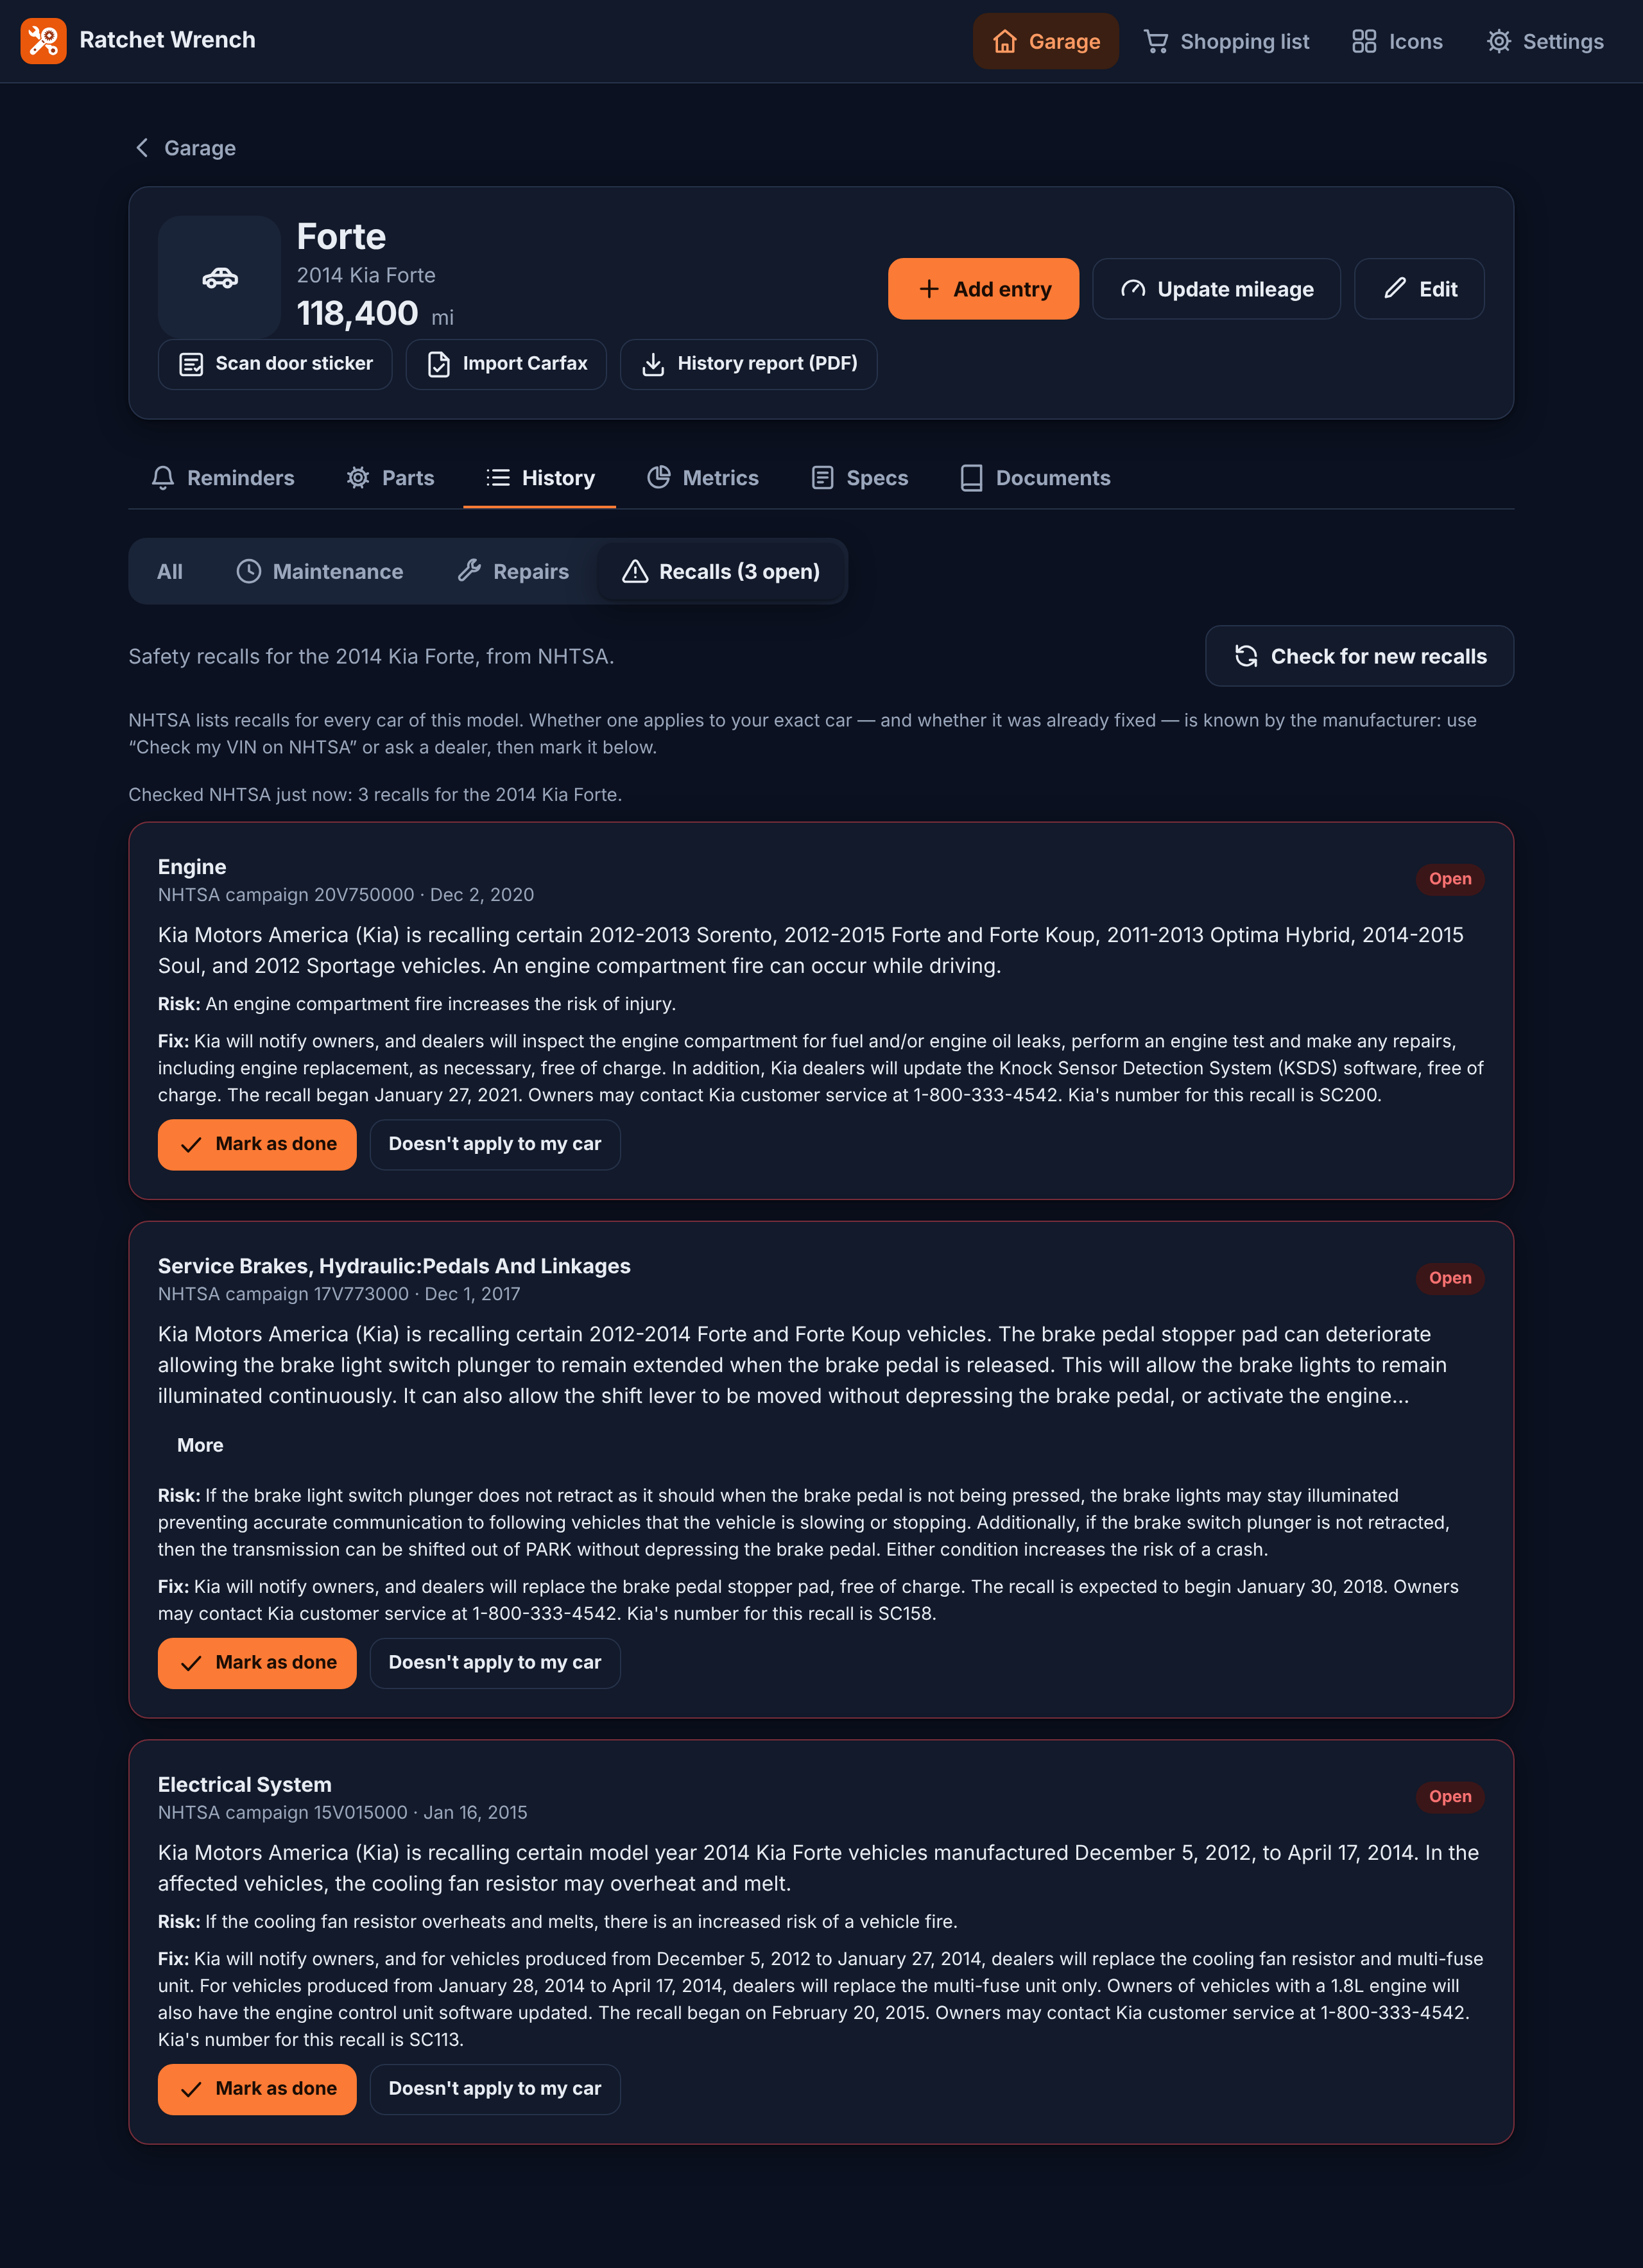 Ratchet Wrench
Garage
Shopping list
Icons
Settings
Garage
Forte
2014 Kia Forte
118,400 mi
Add entry
Update mileage
Edit
Scan door sticker
Import Carfax
History report (PDF)
Reminders
Parts
History
Metrics
Specs
Documents
All
Maintenance
Repairs
Recalls (3 open)
Safety recalls for the 2014 Kia Forte, from NHTSA.
Check for new recalls
NHTSA lists recalls for every car of this model. Whether one applies to your exact car — and whether it was already fixed — is known by the manufacturer: use
“Check my VIN on NHTSA” or ask a dealer, then mark it below.
Checked NHTSA just now: 3 recalls for the 2014 Kia Forte.
Engine
NHTSA campaign 20V750000 · Dec 2, 2020
Open
Kia Motors America (Kia) is recalling certain 2012-2013 Sorento, 2012-2015 Forte and Forte Koup, 2011-2013 Optima Hybrid, 2014-2015
Soul, and 2012 Sportage vehicles. An engine compartment fire can occur while driving.
Risk: An engine compartment fire increases the risk of injury.
Fix: Kia will notify owners, and dealers will inspect the engine compartment for fuel and/or engine oil leaks, perform an engine test and make any repairs,
including engine replacement, as necessary, free of charge. In addition, Kia dealers will update the Knock Sensor Detection System (KSDS) software, free of
charge. The recall began January 27, 2021. Owners may contact Kia customer service at 1-800-333-4542. Kia's number for this recall is SC200.
Mark as done
Doesn't apply to my car
Service Brakes, Hydraulic:Pedals And Linkages
NHTSA campaign 17V773000 · Dec 1, 2017
Open
Kia Motors America (Kia) is recalling certain 2012-2014 Forte and Forte Koup vehicles. The brake pedal stopper pad can deteriorate
allowing the brake light switch plunger to remain extended when the brake pedal is released. This will allow the brake lights to remain
illuminated continuously. It can also allow the shift lever to be moved without depressing the brake pedal, or activate the engine...
More
Risk: If the brake light switch plunger does not retract as it should when the brake pedal is not being pressed, the brake lights may stay illuminated
preventing accurate communication to following vehicles that the vehicle is slowing or stopping. Additionally, if the brake switch plunger is not retracted,
then the transmission can be shifted out of PARK without depressing the brake pedal. Either condition increases the risk of a crash.
Fix: Kia will notify owners, and dealers will replace the brake pedal stopper pad, free of charge. The recall is expected to begin January 30, 2018. Owners
may contact Kia customer service at 1-800-333-4542. Kia's number for this recall is SC158.
Mark as done
Doesn't apply to my car
Electrical System
NHTSA campaign 15V015000 · Jan 16, 2015
Open
Kia Motors America (Kia) is recalling certain model year 2014 Kia Forte vehicles manufactured December 5, 2012, to April 17, 2014. In the
affected vehicles, the cooling fan resistor may overheat and melt.
Risk: If the cooling fan resistor overheats and melts, there is an increased risk of a vehicle fire.
Fix: Kia will notify owners, and for vehicles produced from December 5, 2012 to January 27, 2014, dealers will replace the cooling fan resistor and multi-fuse
unit. For vehicles produced from January 28, 2014 to April 17, 2014, dealers will replace the multi-fuse unit only. Owners of vehicles with a 1.8L engine will
also have the engine control unit software updated. The recall began on February 20, 2015. Owners may contact Kia customer service at 1-800-333-4542.
Kia's number for this recall is SC113.
Mark as done
Doesn't apply to my car